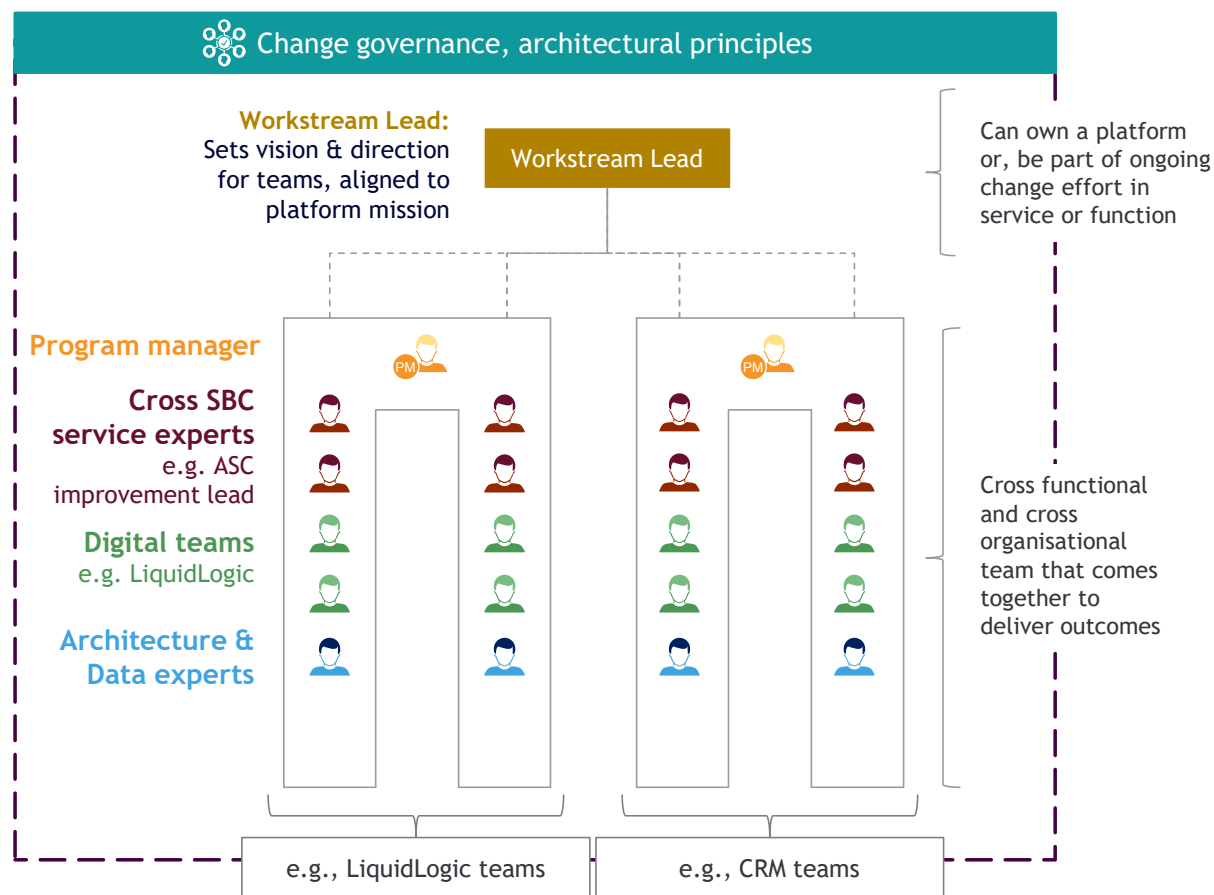 Change governance, architectural principles
Workstream Lead:
Sets vision & direction
for teams, aligned to
platform mission
Workstream Lead
Can own a platform
or, be part of ongoing
change effort in
service or function
Program manager
PM
PM
Cross SBC
service experts
e.g. ASC
improvement lead
Digital teams
e.g. LiquidLogic
Architecture &
Data experts
Cross functional
and cross
organisational
team that comes
together to
deliver outcomes
e.g., LiquidLogic teams
e.g., CRM teams